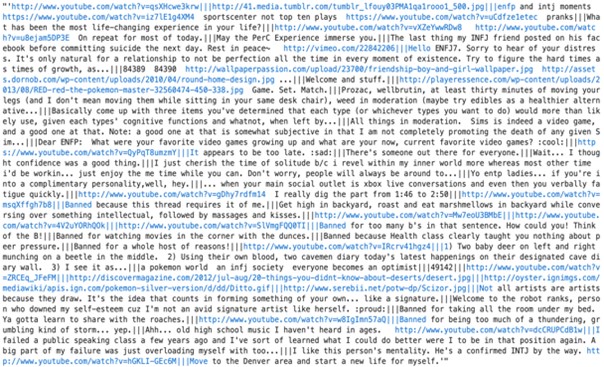 "'http://www.youtube.com/watch?v=qsXHcwe3krw|||http://41.media.tumblr.com/tumblr_lfouy03PMA1qa1rooo1_500.jpg|||enfp and intj moments
https://www.youtube.com/watch?v=iz7lE1g4XM4  sportscenter not top ten plays  https://www.youtube.com/watch?v=uCdfze1etec  pranks|||Wh
at has been the most life-changing experience in your life?|||http://www.youtube.com/watch?v=vXZeYwwRDw8   http://www.youtube.com/watc
h?v=u8ejam5DP3E  On repeat for most of today.|||May the PerC Experience immerse you.|||The last thing my INFJ friend posted on his fac
ebook before committing suicide the next day. Rest in peace~   http://vimeo.com/22842206|||Hello ENFJ7. Sorry to hear of your distres
s. It's only natural for a relationship to not be perfection all the time in every moment of existence. Try to figure the hard times a
s times of growth, as...|||84389  84390  http://wallpaperpassion.com/upload/23700/friendship-boy-and-girl-wallpaper.jpg  http://asset
s.dornob.com/wp-content/uploads/2010/04/round-home-design.jpg ...|||Welcome and stuff.|||http://playeressence.com/wp-content/uploads/2
013/08/RED-red-the-pokemon-master-32560474-450-338.jpg  Game. Set. Match.|||Prozac, wellbrutin, at least thirty minutes of moving your
legs (and I don't mean moving them while sitting in your same desk chair), weed in moderation (maybe try edibles as a healthier altern
ative...|||Basically come up with three items you've determined that each type (or whichever types you want to do) would more than lik
ely use, given each types' cognitive functions and whatnot, when left by...|||All things in moderation.  Sims is indeed a video game,
and a good one at that. Note: a good one at that is somewhat subjective in that I am not completely promoting the death of any given S
im...|||Dear ENFP:  What were your favorite video games growing up and what are your now, current favorite video games? :cool:|||http
s://www.youtube.com/watch?v=QyPqT8umzmY|||It appears to be too late. :sad:|||There's someone out there for everyone.|||Wait... I thoug
ht confidence was a good thing.|||I just cherish the time of solitude b/c i revel within my inner world more whereas most other time
i'd be workin... just enjoy the me time while you can. Don't worry, people will always be around to...|||Yo entp ladies... if you're i
nto a complimentary personality,well, hey.|||... when your main social outlet is xbox live conversations and even then you verbally fa
tigue quickly.|||http://www.youtube.com/watch?v=gDhy7rdfm14  I really dig the part from 1:46 to 2:50|||http://www.youtube.com/watch?v=
msqXffgh7b8|||Banned because this thread requires it of me.|||Get high in backyard, roast and eat marshmellows in backyard while conve
rsing over something intellectual, followed by massages and kisses.|||http://www.youtube.com/watch?v=Mw7eoU3BMbE|||http://www.youtube.
com/watch?v=4V2uYORhQOk|||http://www.youtube.com/watch?v=SlVmgFQQ0TI|||Banned for too many b's in that sentence. How could you! Think
of the B!|||Banned for watching movies in the corner with the dunces.|||Banned because Health class clearly taught you nothing about p
eer pressure.|||Banned for a whole host of reasons!|||http://www.youtube.com/watch?v=IRcrv41hgz4|||1) Two baby deer on left and right
munching on a beetle in the middle.  2) Using their own blood, two cavemen diary today's latest happenings on their designated cave di
ary wall.  3) I see it as...|||a pokemon world  an infj society  everyone becomes an optimist|||49142|||http://www.youtube.com/watch?v
=ZRCEq_JFeFM|||http://discovermagazine.com/2012/jul-aug/20-things-you-didnt-know-about-deserts/desert.jpg|||http://oyster.ignimgs.com/
mediawiki/apis.ign.com/pokemon-silver-version/d/dd/Ditto.gif|||http://www.serebii.net/potw-dp/Scizor.jpg|||Not all artists are artists
because they draw. It's the idea that counts in forming something of your own... like a signature.|||Welcome to the robot ranks, perso
n who downed my self-esteem cuz I'm not an avid signature artist like herself. :proud:|||Banned for taking all the room under my bed.
Ya gotta learn to share with the roaches.|||http://www.youtube.com/watch?v=w8IgImn57aQ|||Banned for being too much of a thundering, gr
umbling kind of storm... yep.|||Ahh... old high school music I haven't heard in ages.   http://www.youtube.com/watch?v=dcCRUPCdB1w|||I
failed a public speaking class a few years ago and I've sort of learned what I could do better were I to be in that position again. A
big part of my failure was just overloading myself with too...|||I like this person's mentality. He's a confirmed INTJ by the way. htt
p://www.youtube.com/watch?v=hGKLI-GEc6M|||Move to the Denver area and start a new life for myself.'"